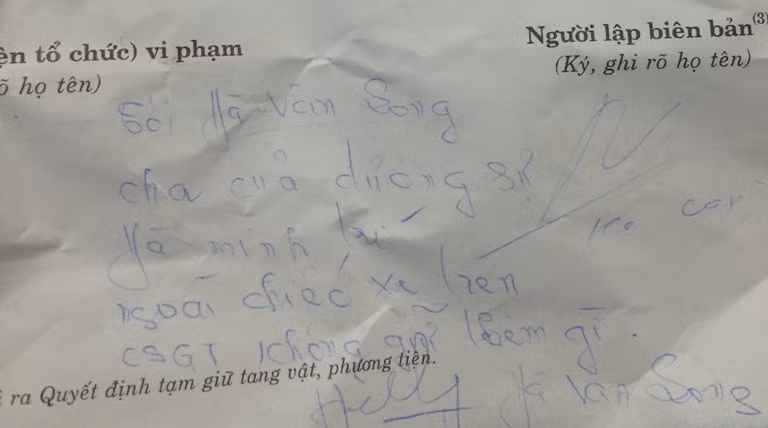 ện tổ chức) vi phạm
Người lập biên bản(3)
õ họ tên)
(Ký, ghi rõ họ tên)
Sói Hà Văn Song
cha của đương sự
Hà minh trí
ngoài chiếc xe trên
CSGT không giữ thêm gì.
ra Quyết định tạm giữ tang vật, phương tiện.
Hà Văn Song